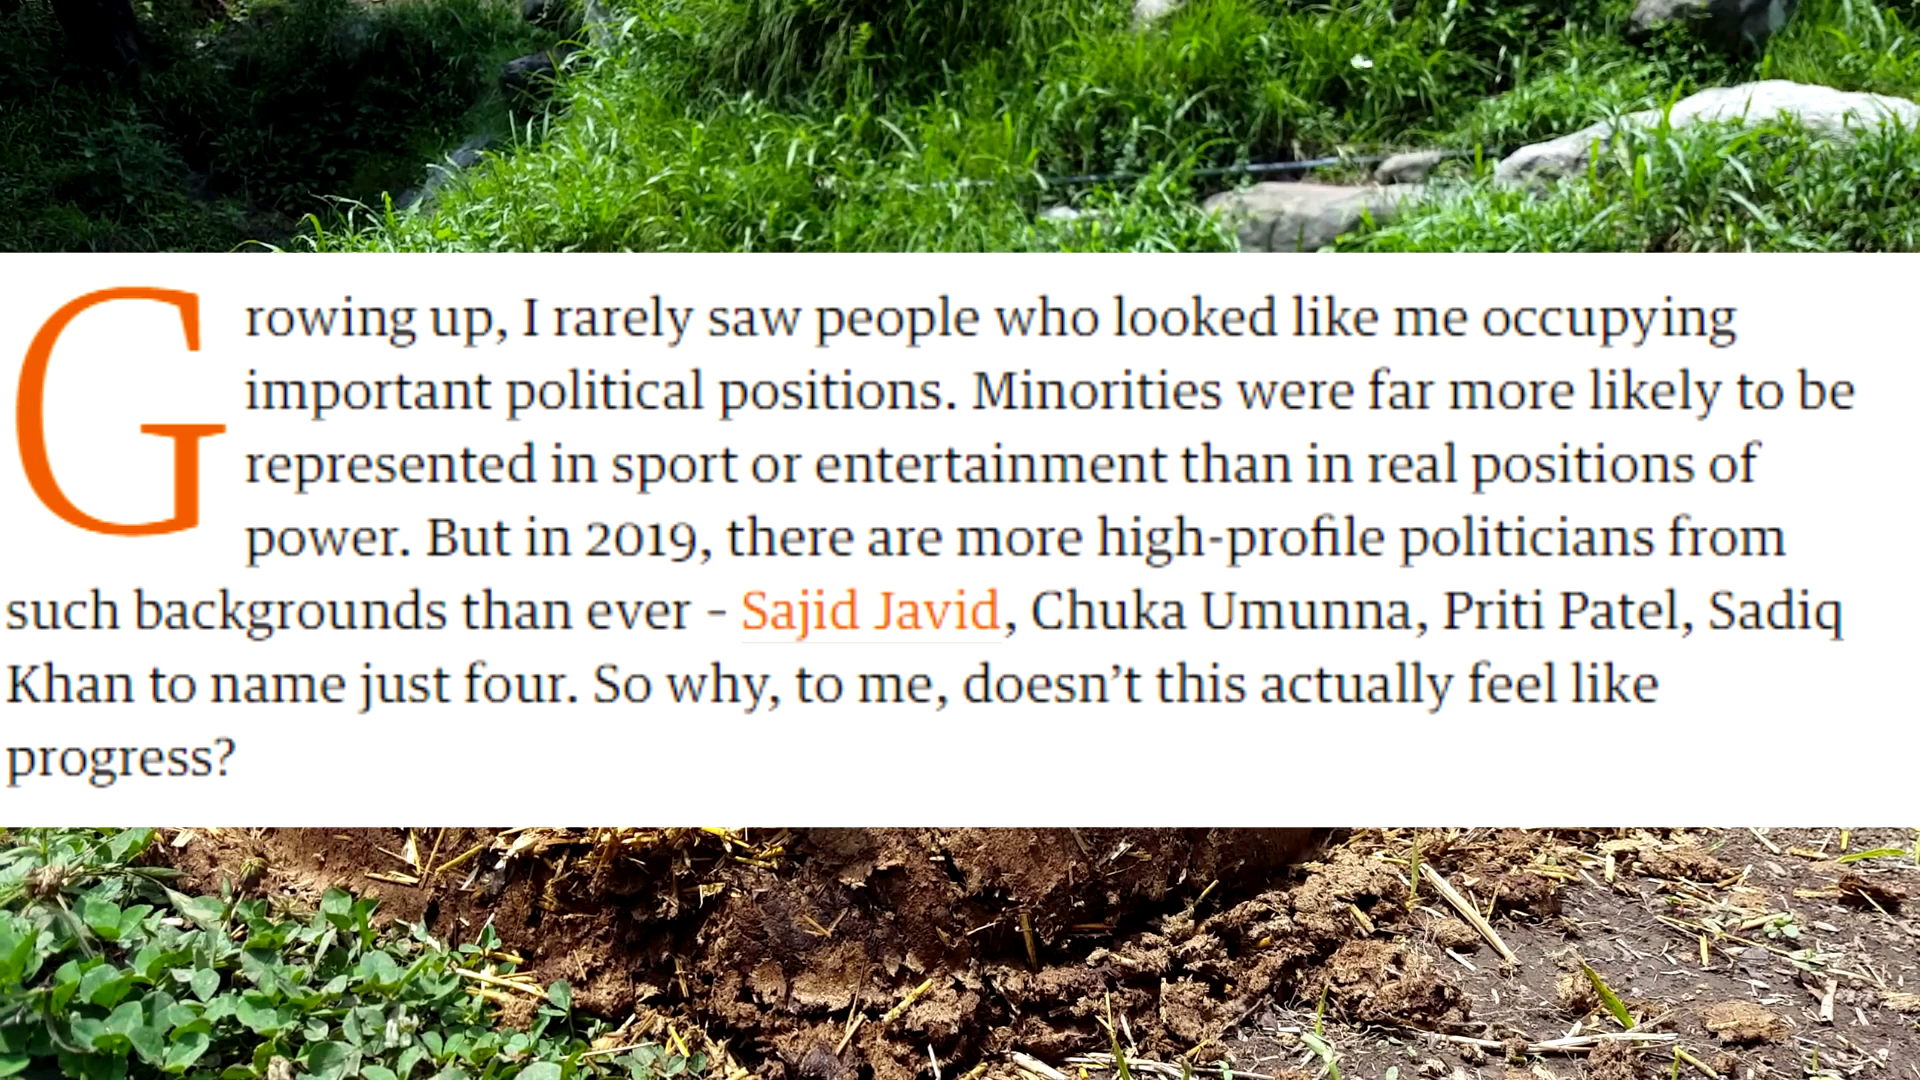 Growing up, I rarely saw people who looked like me occupying
important political positions. Minorities were far more likely to be
represented in sport or entertainment than in real positions of
power. But in 2019, there are more high-profile politicians from
such backgrounds than ever – Sajid Javid, Chuka Umunna, Priti Patel, Sadiq
Khan to name just four. So why, to me, doesn’t this actually feel like
progress?